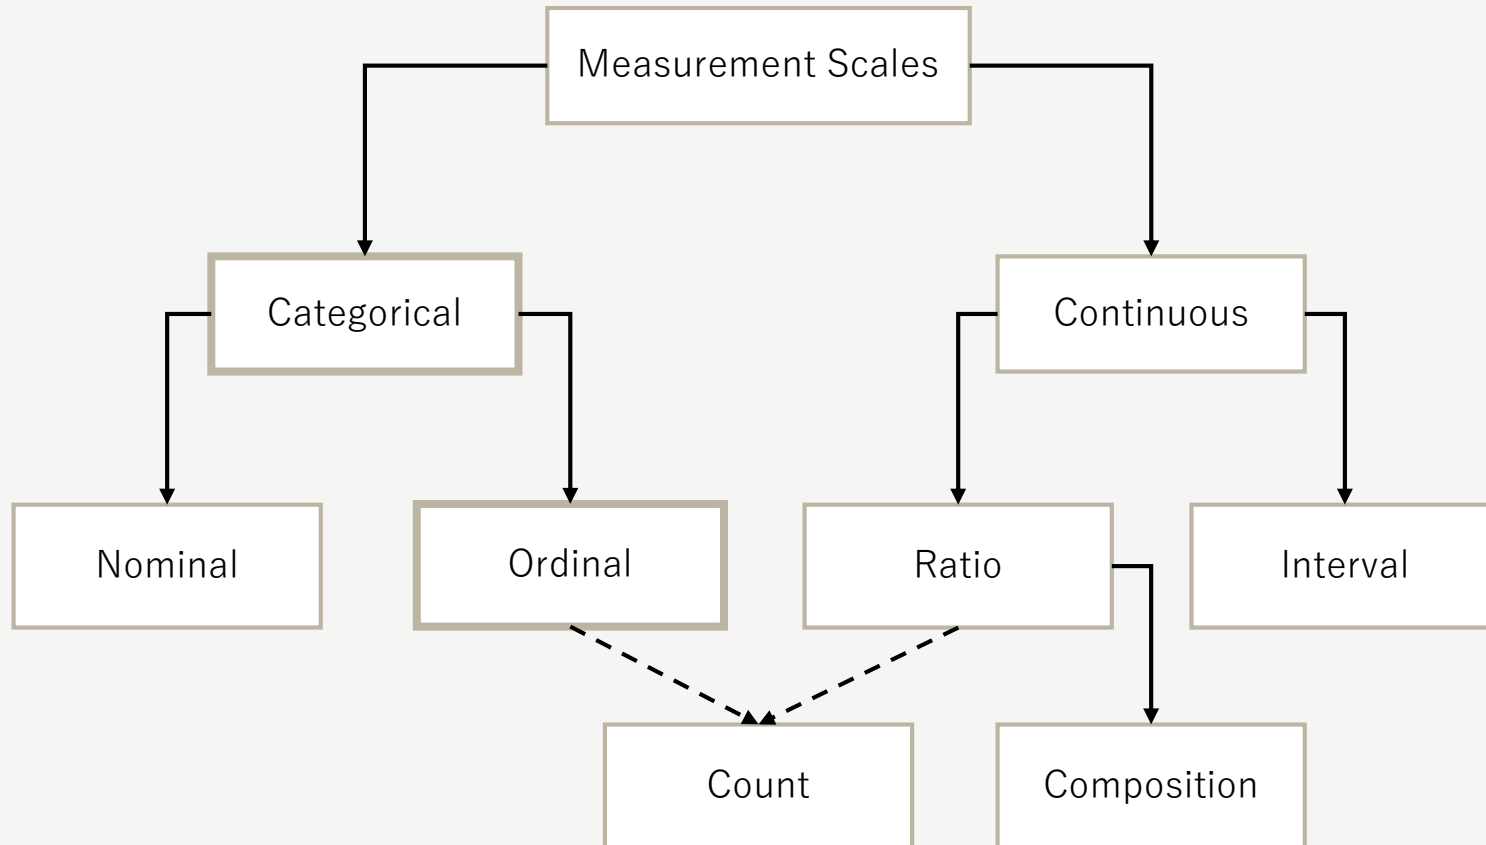 Measurement Scales
Categorical
Continuous
Nominal
Ordinal
Ratio
Interval
Count
Composition